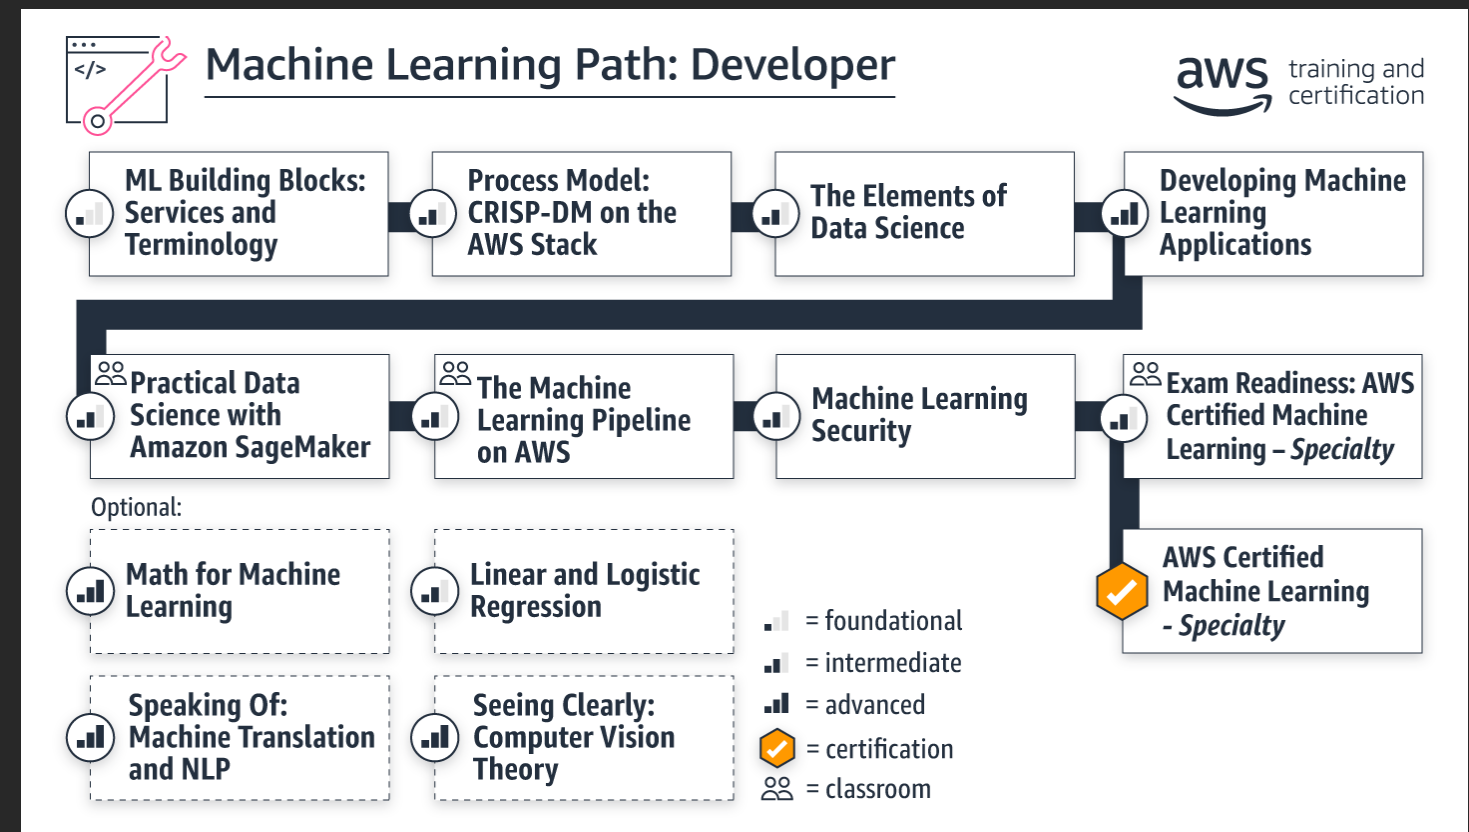 </>
Machine Learning Path: Developer
aws
training and
certification
ML Building Blocks:
Services and
Terminology
Process Model:
CRISP-DM on the
AWS Stack
The Elements of
Data Science
Developing Machine
Learning
Applications
Practical Data
Science with
Amazon SageMaker
The Machine
Learning Pipeline
on AWS
Machine Learning
Security
Exam Readiness: AWS
Certified Machine
Learning – Specialty
AWS Certified
Machine Learning
- Specialty
Optional:
Math for Machine
Learning
Linear and Logistic
Regression
Speaking Of:
Machine Translation
and NLP
Seeing Clearly:
Computer Vision
Theory
= foundational
= intermediate
= advanced
= certification
= classroom